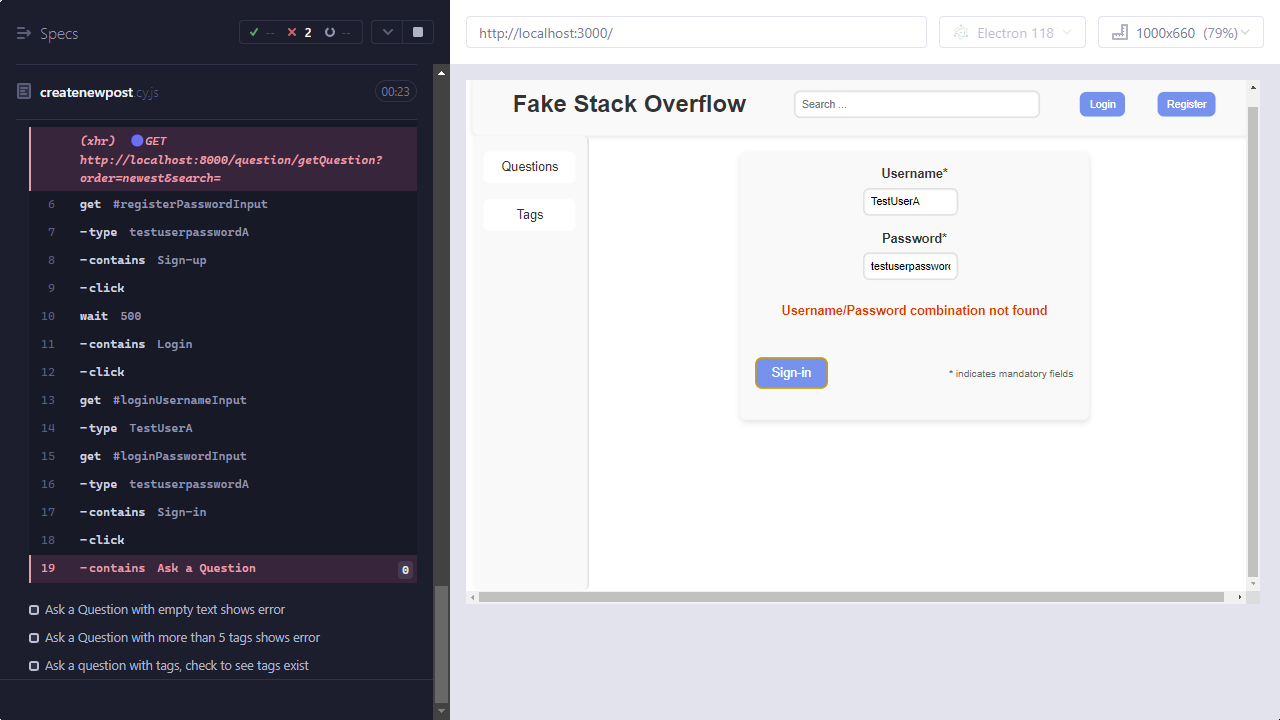 Specs
-- 2 --
createnewpost.cy.js
00:23
(xhr) GET
http://localhost:8000/question/getQuestion?
order=newest&search=
6 get #registerPasswordInput
7 -type testuserpasswordA
8 -contains Sign-up
9 -click
10 wait 500
11 -contains Login
12 -click
13 get #loginUsernameInput
14 -type TestUserA
15 get #loginPasswordInput
16 -type testuserpasswordA
17 -contains Sign-in
18 -click
19 -contains Ask a Question 0
Ask a Question with empty text shows error
Ask a Question with more than 5 tags shows error
Ask a question with tags, check to see tags exist
http://localhost:3000/
Electron 118
1000x660 (79%)
Fake Stack Overflow
Search ...
Login
Register
Questions
Tags
Username*
TestUserA
Password*
testuserpassword
Username/Password combination not found
Sign-in
* indicates mandatory fields